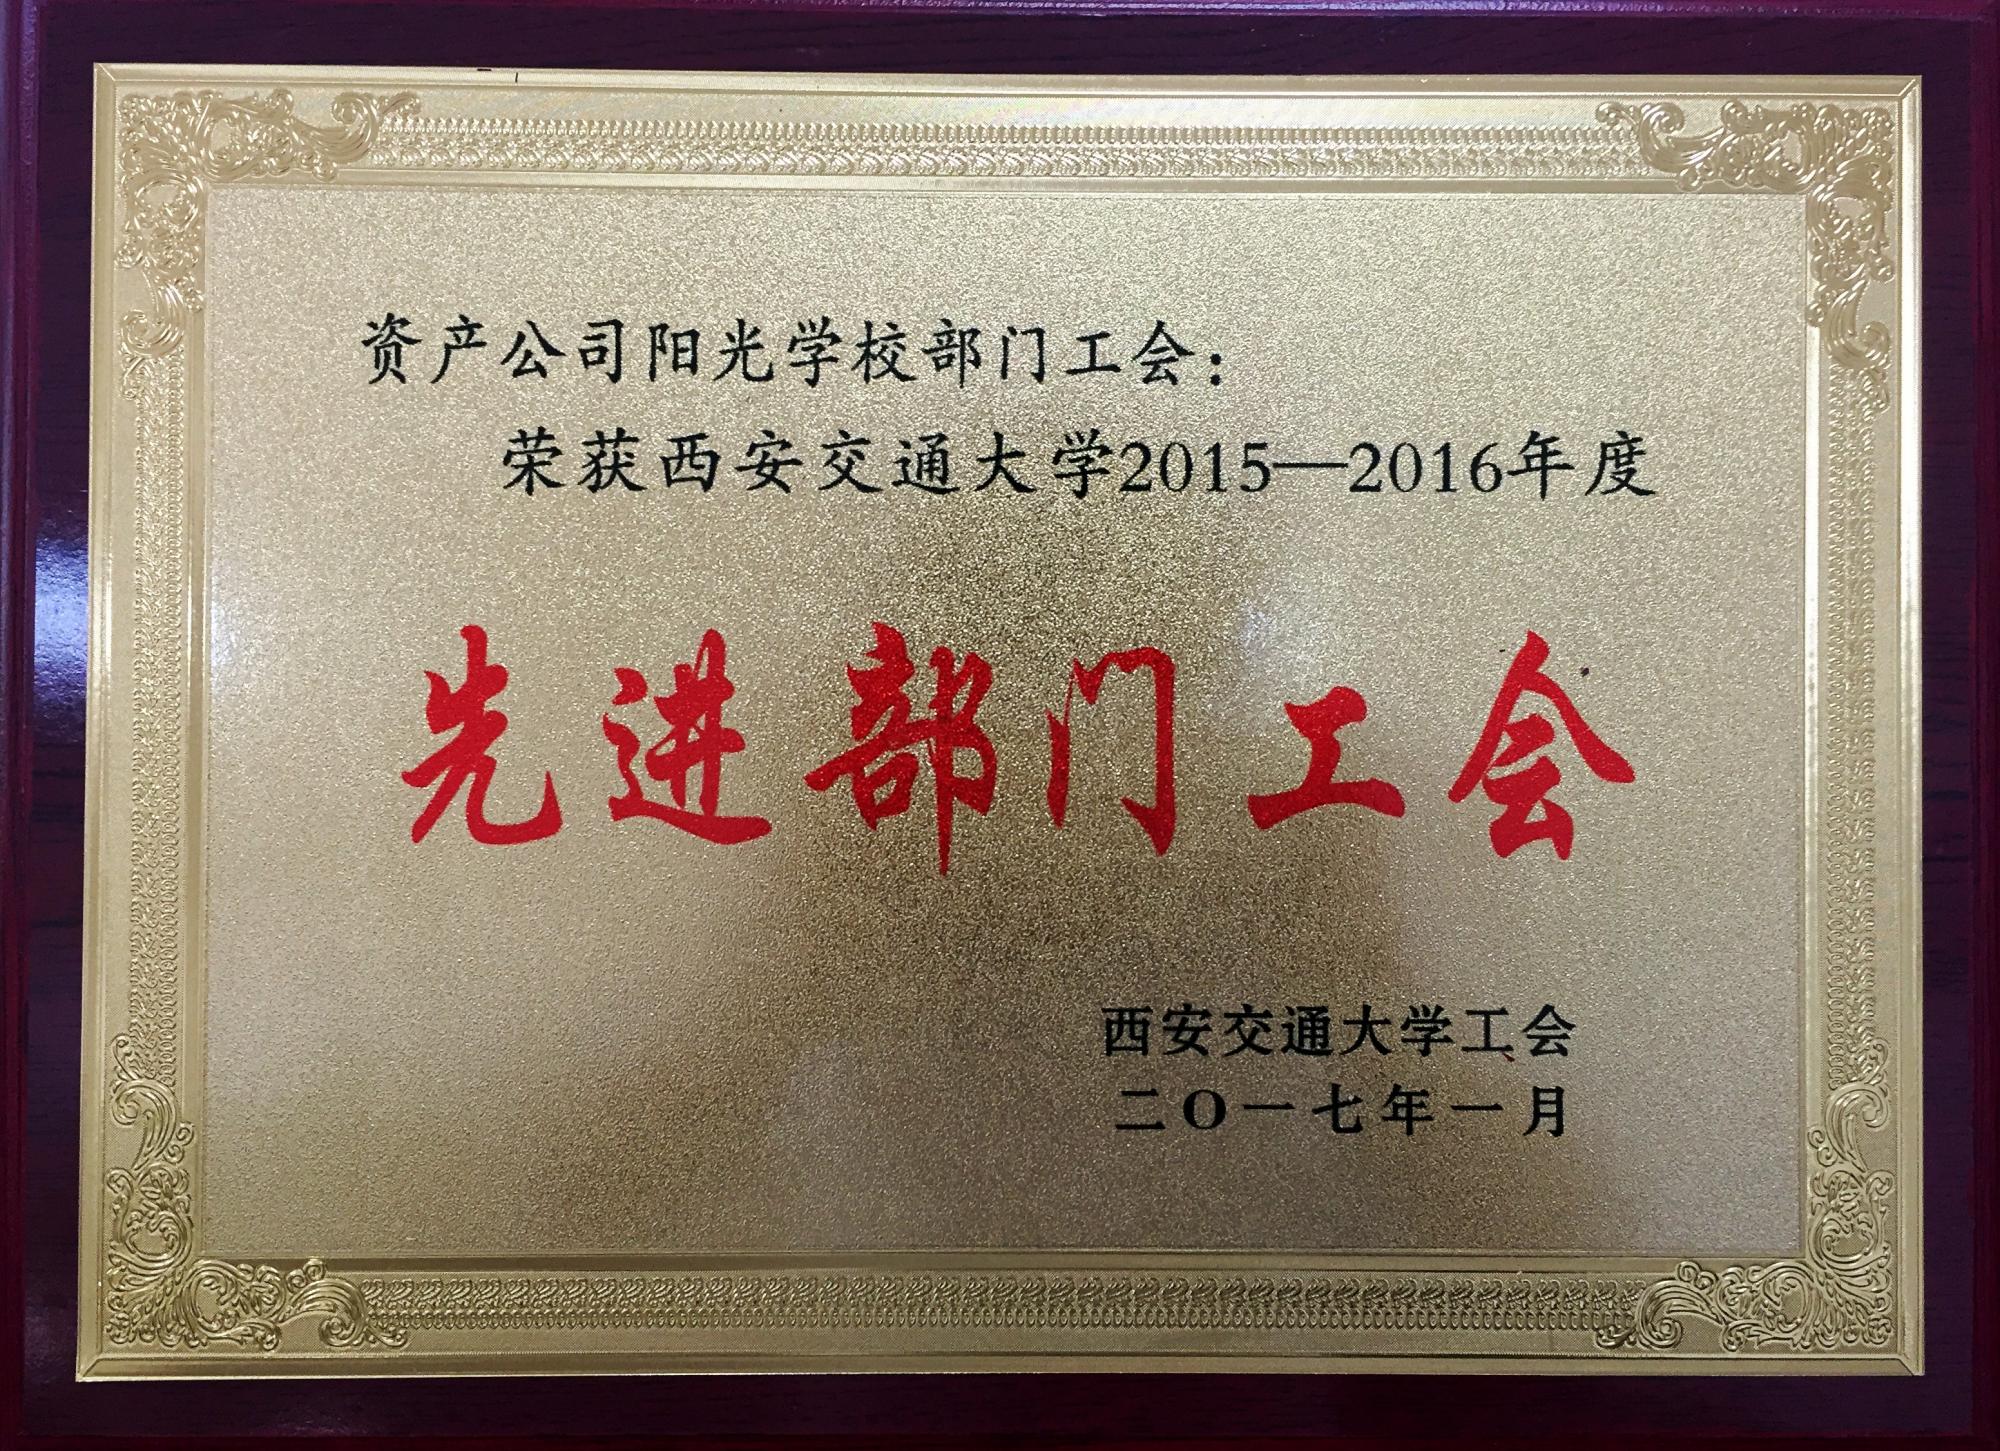 资产公司阳光学校部门工会：
荣获西安交通大学2015—2016年度
先进部门工会
西安交通大学工会
二〇一七年一月